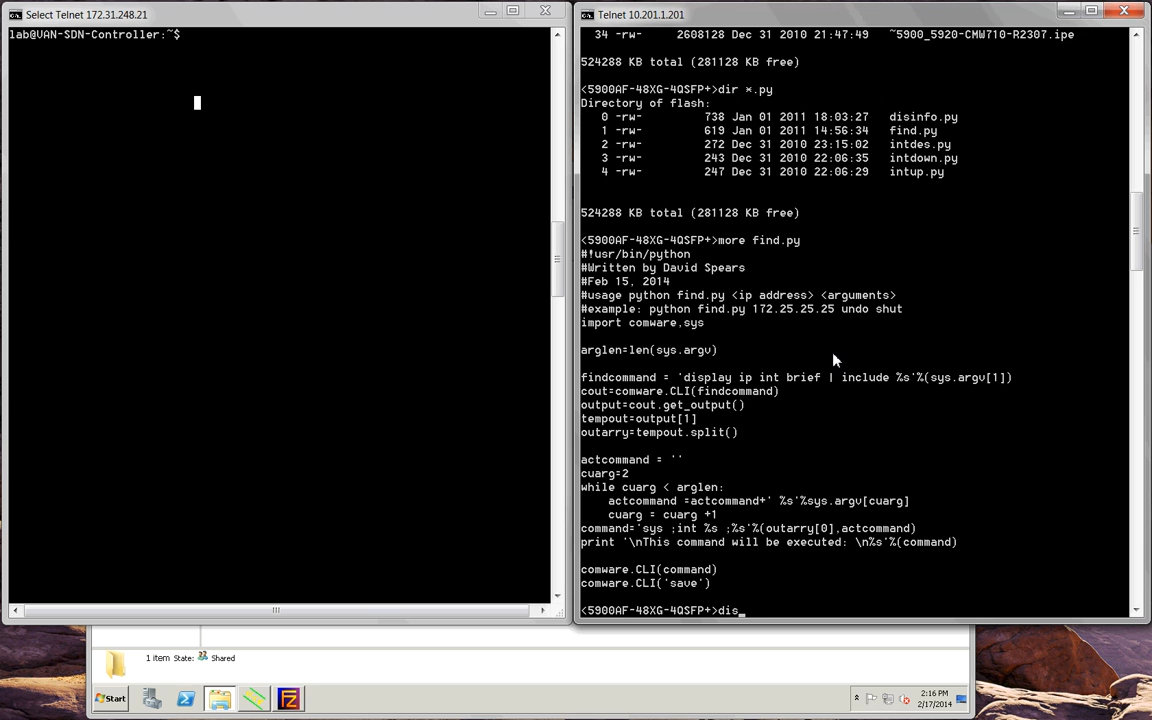 Select Telnet 172.31.248.21
lab@VAN-SDN-Controller:~$
Telnet 10.201.1.201
34 -rw- 2608128 Dec 31 2010 21:47:49 ~5900_5920-CMW710-R2307.ipe
524288 KB total (281128 KB free)
<5900AF-48XG-4QSFP+>dir *.py
Directory of flash:
0 -rw- 738 Jan 01 2011 18:03:27 disinfo.py
1 -rw- 619 Jan 01 2011 14:56:34 find.py
2 -rw- 272 Dec 31 2010 23:15:02 intdes.py
3 -rw- 243 Dec 31 2010 22:06:35 intdown.py
4 -rw- 247 Dec 31 2010 22:06:29 intup.py
524288 KB total (281128 KB free)
<5900AF-48XG-4QSFP+>more find.py
#!usr/bin/python
#Written by David Spears
#Feb 15, 2014
#usage python find.py <ip address> <arguments>
#example: python find.py 172.25.25.25 undo shut
import comware,sys
arglen=len(sys.argv)
findcommand = 'display ip int brief | include %s'%(sys.argv[1])
cout=comware.CLI(findcommand)
output=cout.get_output()
tempout=output[1]
outarry=tempout.split()
actcommand = ''
cuarg=2
while cuarg < arglen:
    actcommand =actcommand+' %s'%sys.argv[cuarg]
    cuarg = cuarg +1
command='sys ;int %s ;%s'%(outarry[0],actcommand)
print '\nThis command will be executed: \n%s'%(command)
comware.CLI(command)
comware.CLI('save')
<5900AF-48XG-4QSFP+>dis_
1 item State: Shared
Start
2:16 PM
2/17/2014